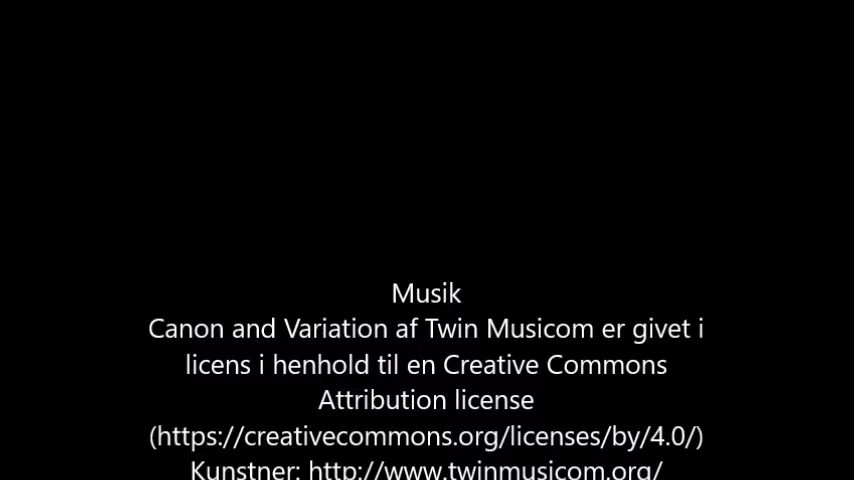 Musik
Canon and Variation af Twin Musicom er givet i
licens i henhold til en Creative Commons
Attribution license
(https://creativecommons.org/licenses/by/4.0/)
Kunstner: http://www.twinmusicom.org/